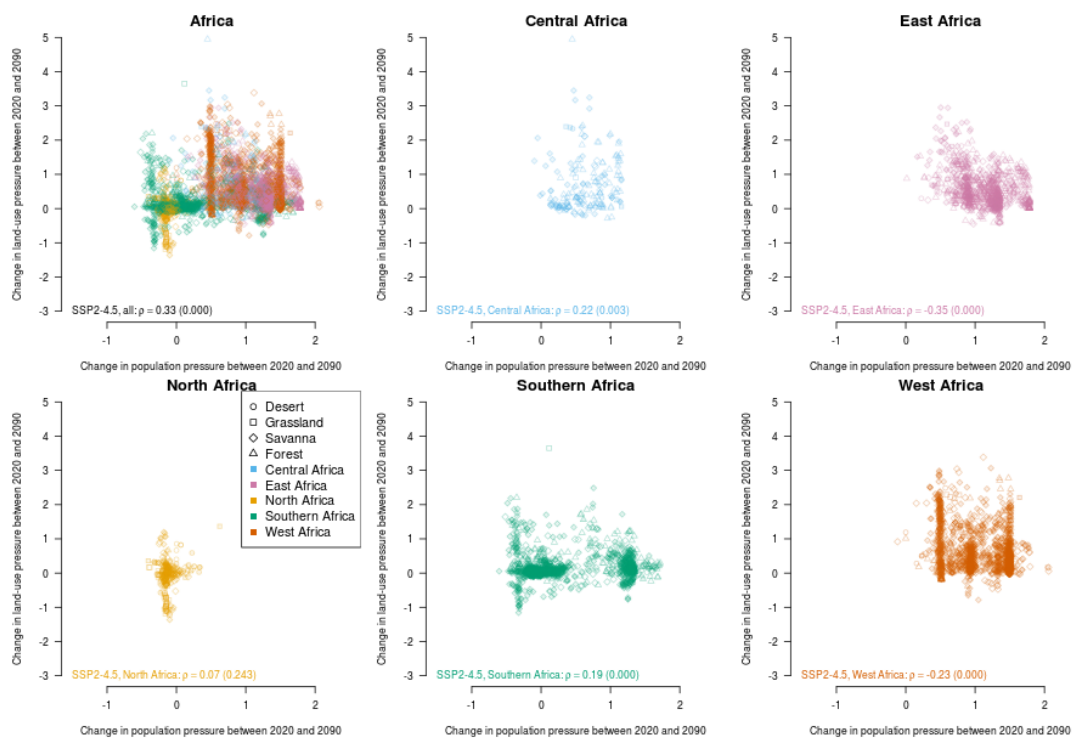 Africa
Central Africa
East Africa
Change in land-use pressure between 2020 and 2090
5
4
3
2
1
0
-1
-2
-3
SSP2-4.5, all: ρ = 0.33 (0.000)
-1
0
1
2
Change in population pressure between 2020 and 2090
Change in land-use pressure between 2020 and 2090
5
4
3
2
1
0
-1
-2
-3
SSP2-4.5, Central Africa: ρ = 0.22 (0.003)
-1
0
1
2
Change in population pressure between 2020 and 2090
Change in land-use pressure between 2020 and 2090
5
4
3
2
1
0
-1
-2
-3
SSP2-4.5, East Africa: ρ = -0.35 (0.000)
-1
0
1
2
Change in population pressure between 2020 and 2090
North Africa
Southern Africa
West Africa
Change in land-use pressure between 2020 and 2090
5
4
3
2
1
0
-1
-2
-3
Desert
Grassland
Savanna
Forest
Central Africa
East Africa
North Africa
Southern Africa
West Africa
SSP2-4.5, North Africa: ρ = 0.07 (0.243)
-1
0
1
2
Change in population pressure between 2020 and 2090
Change in land-use pressure between 2020 and 2090
5
4
3
2
1
0
-1
-2
-3
SSP2-4.5, Southern Africa: ρ = 0.19 (0.000)
-1
0
1
2
Change in population pressure between 2020 and 2090
Change in land-use pressure between 2020 and 2090
5
4
3
2
1
0
-1
-2
-3
SSP2-4.5, West Africa: ρ = -0.23 (0.000)
-1
0
1
2
Change in population pressure between 2020 and 2090